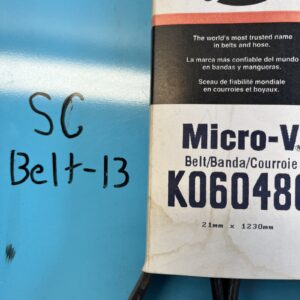 SC
Belt-13
The world's most trusted name
in belts and hose.
La marca más confiable del mundo
en bandas y mangueras.
Sceau de fiabilité mondiale
en courroies et boyaux.
Micro-V
Belt/Banda/Courroie
K060486
21mm x 1230mm